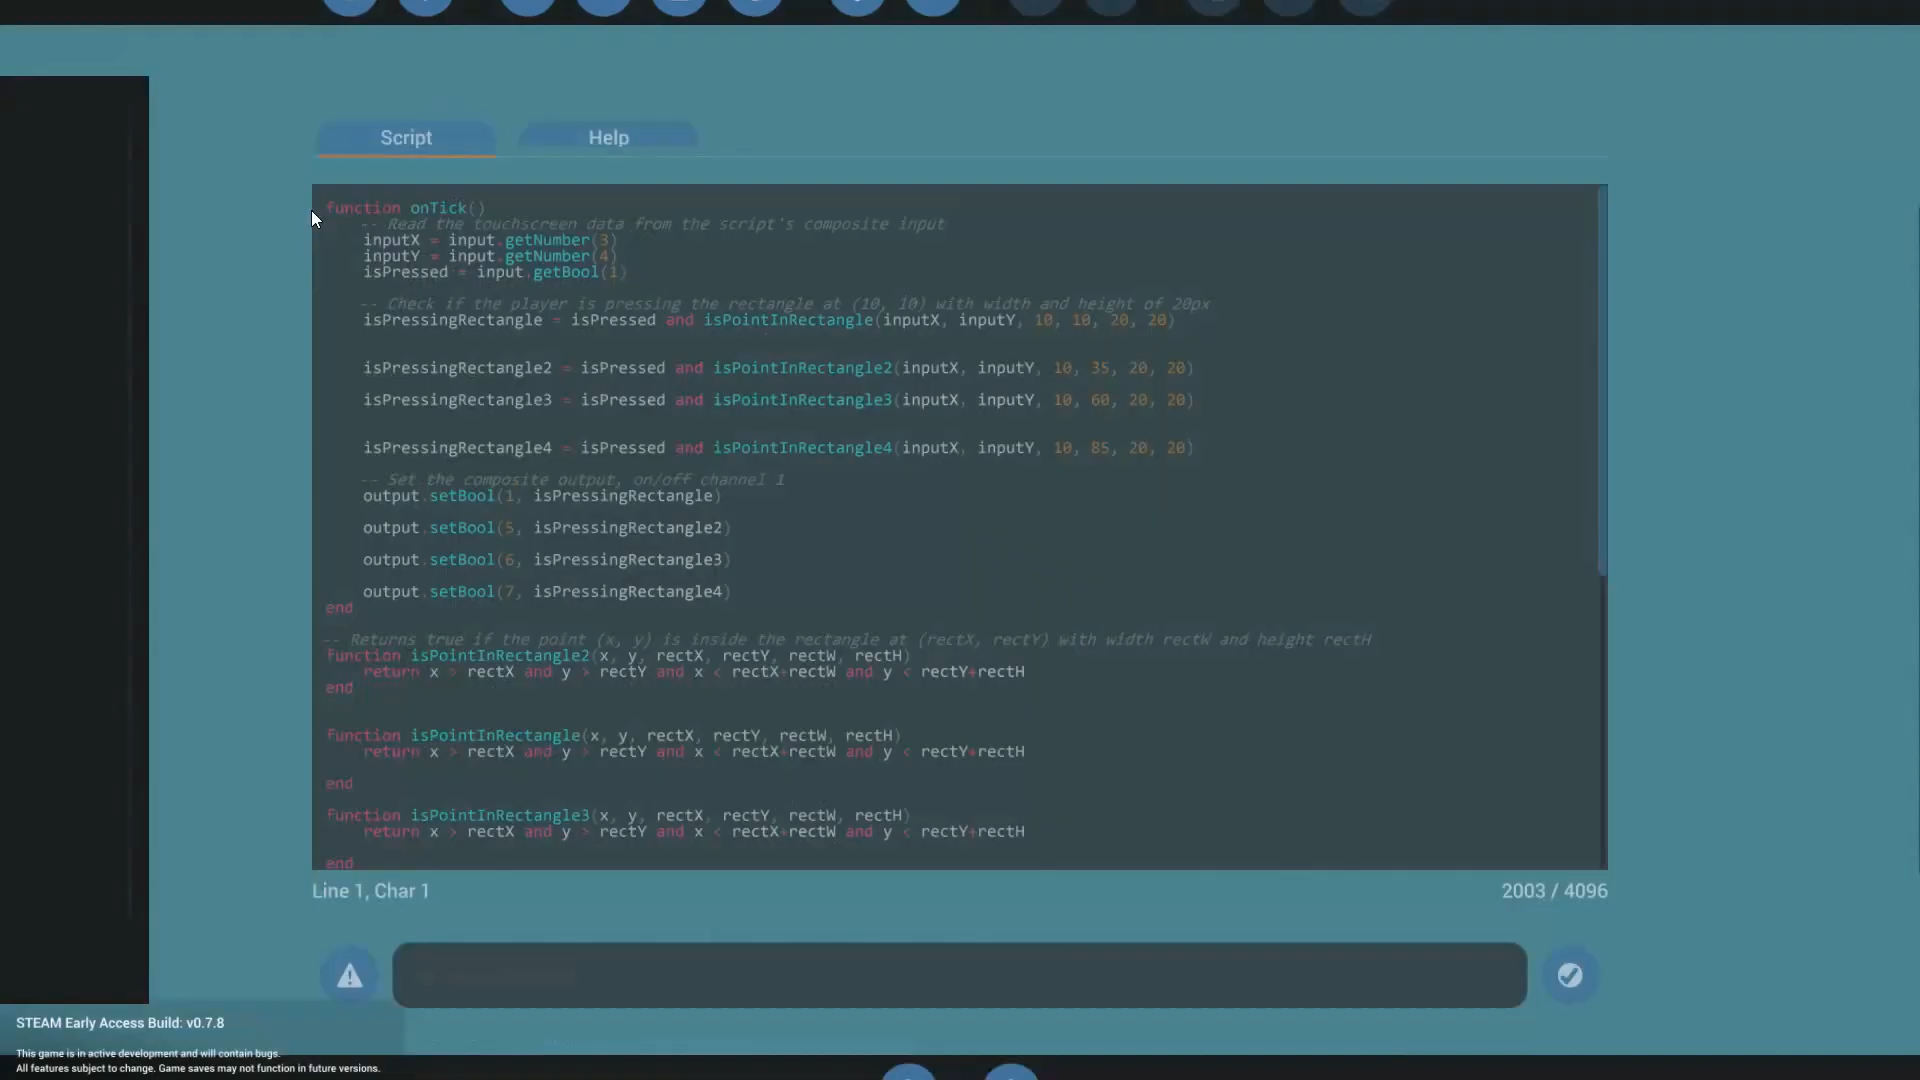 Script
Help
function onTick()
-- Read the touchscreen data from the script's composite input
inputX = input.getNumber(3)
inputY = input.getNumber(4)
isPressed = input.getBool(1)
-- Check if the player is pressing the rectangle at (10, 10) with width and height of 20px
isPressingRectangle = isPressed and isPointInRectangle(inputX, inputY, 10, 10, 20, 20)
isPressingRectangle2 = isPressed and isPointInRectangle2(inputX, inputY, 10, 35, 20, 20)
isPressingRectangle3 = isPressed and isPointInRectangle3(inputX, inputY, 10, 60, 20, 20)
isPressingRectangle4 = isPressed and isPointInRectangle4(inputX, inputY, 10, 85, 20, 20)
-- Set the composite output, on/off channel 1
output.setBool(1, isPressingRectangle)
output.setBool(5, isPressingRectangle2)
output.setBool(6, isPressingRectangle3)
output.setBool(7, isPressingRectangle4)
end
-- Returns true if the point (x, y) is inside the rectangle at (rectX, rectY) with width rectW and height rectH
function isPointInRectangle2(x, y, rectX, rectY, rectW, rectH)
return x > rectX and y > rectY and x < rectX+rectW and y < rectY+rectH
end
function isPointInRectangle(x, y, rectX, rectY, rectW, rectH)
return x > rectX and y > rectY and x < rectX+rectW and y < rectY+rectH
end
function isPointInRectangle3(x, y, rectX, rectY, rectW, rectH)
return x > rectX and y > rectY and x < rectX+rectW and y < rectY+rectH
end
Line 1, Char 1
2003 / 4096
STEAM Early Access Build: v0.7.8
This game is in active development and will contain bugs.
All features subject to change. Game saves may not function in future versions.